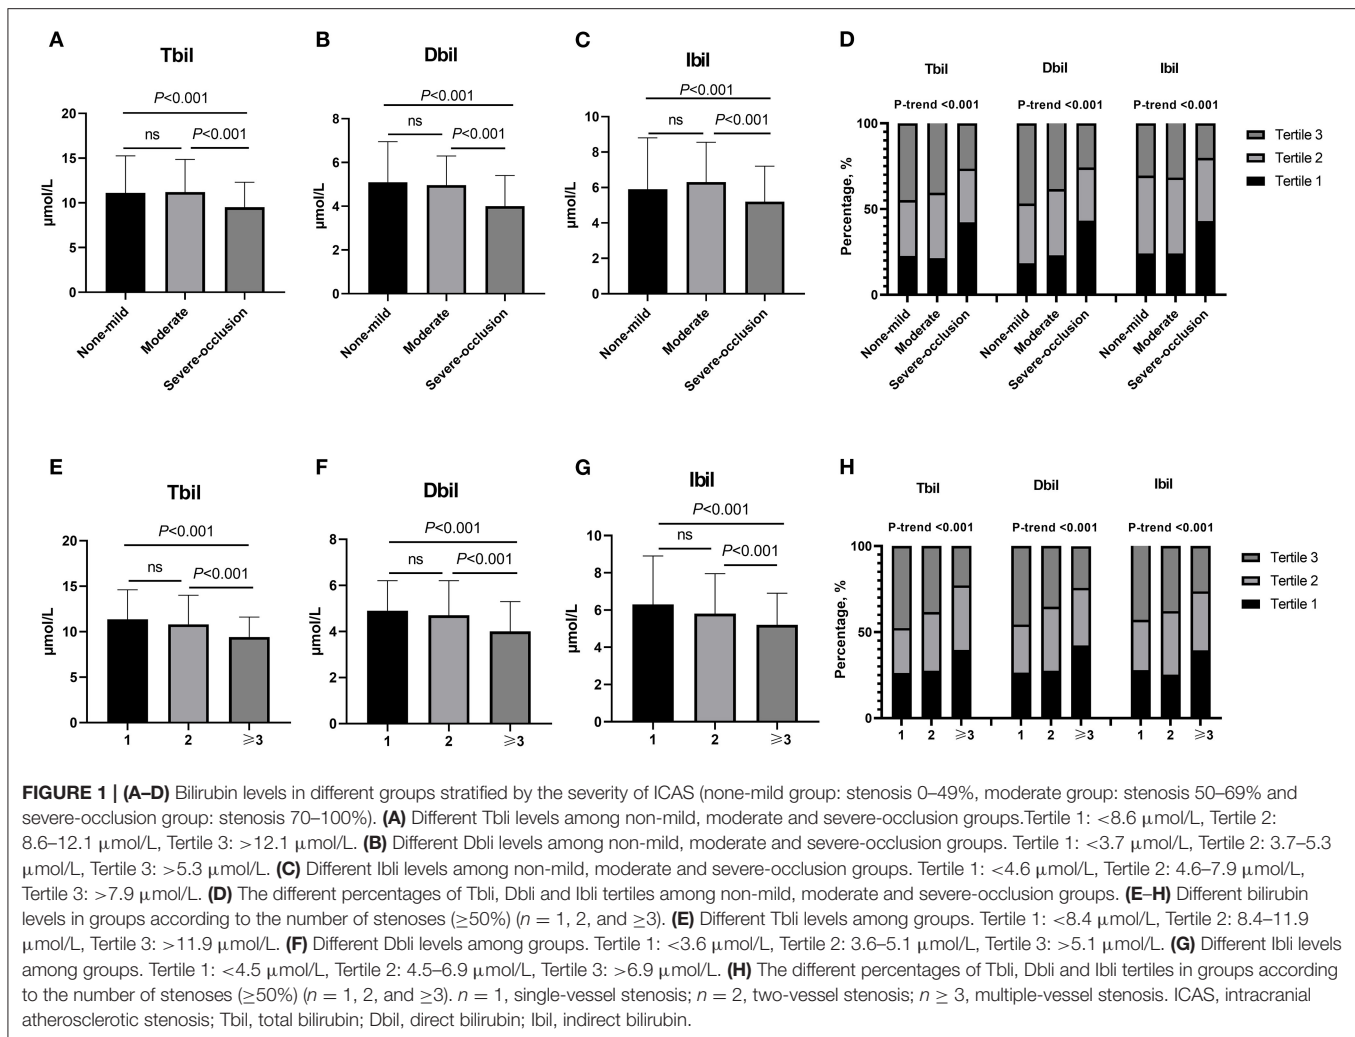 A
Tbil
P<0.001
ns
P<0.001
20
15
10
5
0
μmol/L
None-mild
Moderate
Severe-occlusion
B
Dbil
P<0.001
ns
P<0.001
8
6
4
2
0
μmol/L
None-mild
Moderate
Severe-occlusion
C
Ibil
P<0.001
ns
P<0.001
10
8
6
4
2
0
μmol/L
None-mild
Moderate
Severe-occlusion
D
Tbil Dbil Ibil
P-trend <0.001 P-trend <0.001 P-trend <0.001
100
50
0
Percentage, %
None-mild
Moderate
Severe-occlusion
None-mild
Moderate
Severe-occlusion
None-mild
Moderate
Severe-occlusion
Tertile 3
Tertile 2
Tertile 1
E
Tbil
P<0.001
ns
P<0.001
20
15
10
5
0
μmol/L
1 2 ≥3
F
Dbil
P<0.001
ns
P<0.001
8
6
4
2
0
μmol/L
1 2 ≥3
G
Ibil
P<0.001
ns
P<0.001
10
8
6
4
2
0
μmol/L
1 2 ≥3
H
Tbil Dbil Ibil
P-trend <0.001 P-trend <0.001 P-trend <0.001
100
50
0
Percentage, %
1 2 ≥3 1 2 ≥3 1 2 ≥3
Tertile 3
Tertile 2
Tertile 1
FIGURE 1 | (A–D) Bilirubin levels in different groups stratified by the severity of ICAS (none-mild group: stenosis 0–49%, moderate group: stenosis 50–69% and
severe-occlusion group: stenosis 70–100%). (A) Different Tbli levels among non-mild, moderate and severe-occlusion groups.Tertile 1: <8.6 μmol/L, Tertile 2:
8.6–12.1 μmol/L, Tertile 3: >12.1 μmol/L. (B) Different Dbli levels among non-mild, moderate and severe-occlusion groups. Tertile 1: <3.7 μmol/L, Tertile 2: 3.7–5.3
μmol/L, Tertile 3: >5.3 μmol/L. (C) Different Ibli levels among non-mild, moderate and severe-occlusion groups. Tertile 1: <4.6 μmol/L, Tertile 2: 4.6–7.9 μmol/L,
Tertile 3: >7.9 μmol/L. (D) The different percentages of Tbli, Dbli and Ibli tertiles among non-mild, moderate and severe-occlusion groups. (E–H) Different bilirubin
levels in groups according to the number of stenoses (≥50%) (n = 1, 2, and ≥3). (E) Different Tbli levels among groups. Tertile 1: <8.4 μmol/L, Tertile 2: 8.4–11.9
μmol/L, Tertile 3: >11.9 μmol/L. (F) Different Dbli levels among groups. Tertile 1: <3.6 μmol/L, Tertile 2: 3.6–5.1 μmol/L, Tertile 3: >5.1 μmol/L. (G) Different Ibli levels
among groups. Tertile 1: <4.5 μmol/L, Tertile 2: 4.5–6.9 μmol/L, Tertile 3: >6.9 μmol/L. (H) The different percentages of Tbli, Dbli and Ibli tertiles in groups according
to the number of stenoses (≥50%) (n = 1, 2, and ≥3). n = 1, single-vessel stenosis; n = 2, two-vessel stenosis; n ≥ 3, multiple-vessel stenosis. ICAS, intracranial
atherosclerotic stenosis; Tbil, total bilirubin; Dbil, direct bilirubin; Ibil, indirect bilirubin.